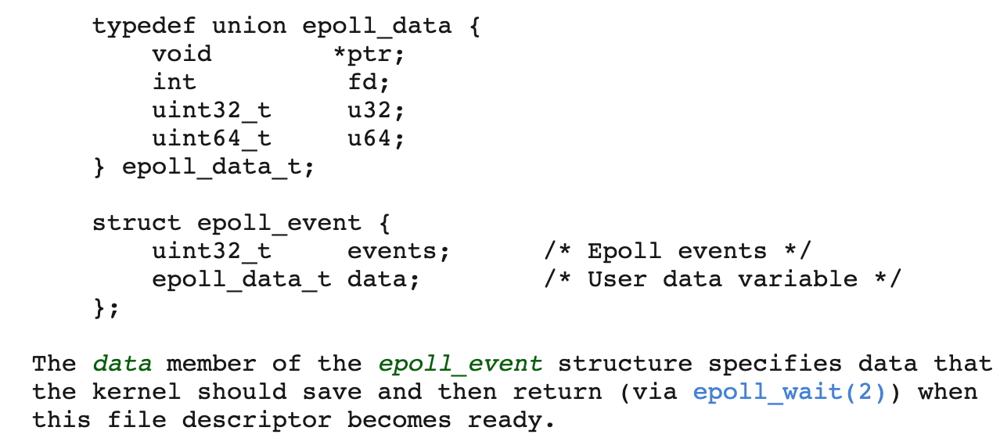 typedef union epoll_data {
    void        *ptr;
    int          fd;
    uint32_t     u32;
    uint64_t     u64;
} epoll_data_t;

struct epoll_event {
    uint32_t     events;      /* Epoll events */
    epoll_data_t data;        /* User data variable */
};

The data member of the epoll_event structure specifies data that
the kernel should save and then return (via epoll_wait(2)) when
this file descriptor becomes ready.